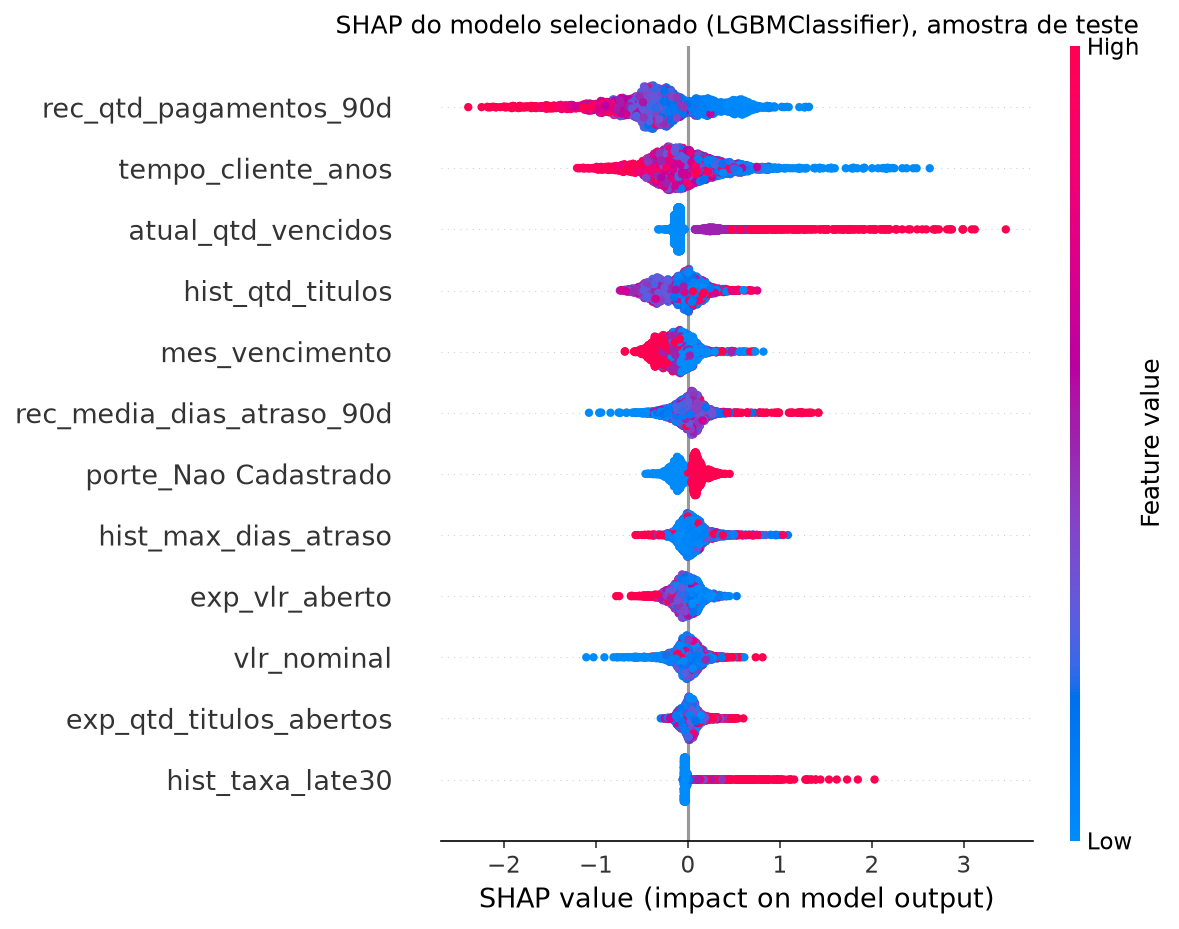 SHAP do modelo selecionado (LGBMClassifier), amostra de teste
High
rec_qtd_pagamentos_90d
tempo_cliente_anos
atual_qtd_vencidos
hist_qtd_titulos
mes_vencimento
rec_media_dias_atraso_90d
porte_Nao Cadastrado
hist_max_dias_atraso
exp_vlr_aberto
vlr_nominal
exp_qtd_titulos_abertos
hist_taxa_late30
Feature value
Low
−2 −1 0 1 2 3
SHAP value (impact on model output)